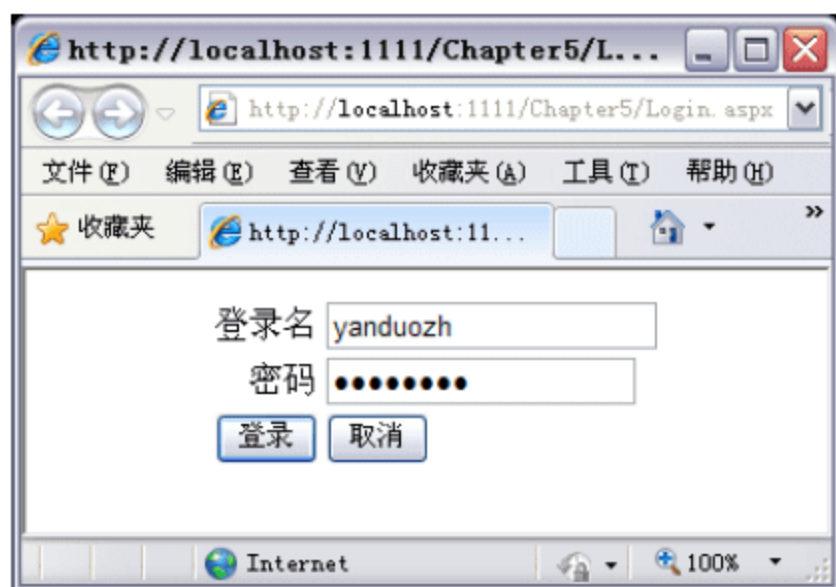 http://localhost:1111/Chapter5/L...
http://localhost:1111/Chapter5/Login.aspx
文件(F) 编辑(E) 查看(V) 收藏夹(A) 工具(T) 帮助(H)
收藏夹 http://localhost:11... »
登录名 yanduozh
密码 ●●●●●●●●
登录 取消
Internet 100%